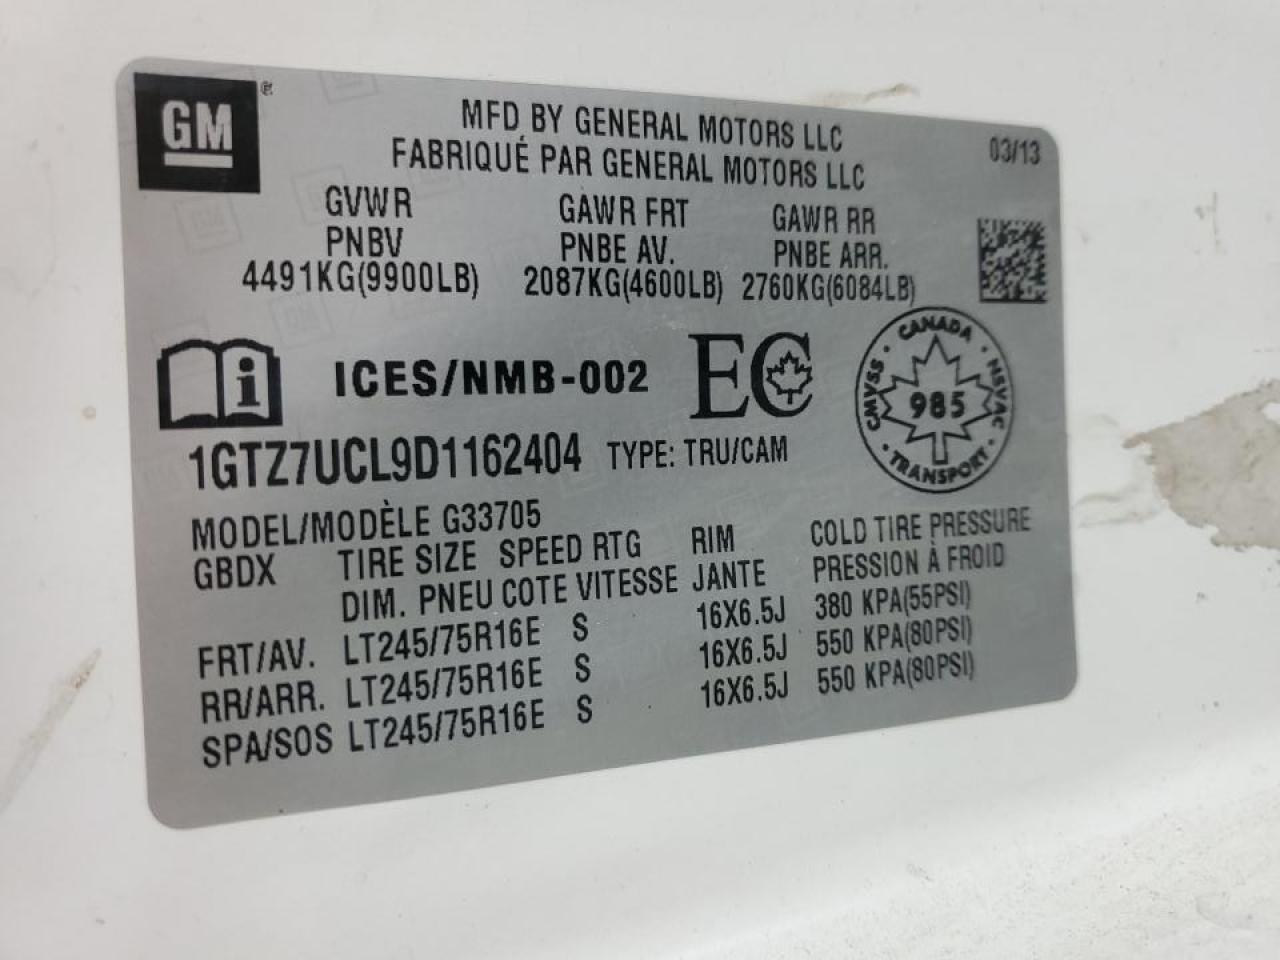 GM
MFD BY GENERAL MOTORS LLC
FABRIQUÉ PAR GENERAL MOTORS LLC
03/13
GVWR GAWR FRT GAWR RR
PNBV PNBE AV. PNBE ARR.
4491KG(9900LB) 2087KG(4600LB) 2760KG(6084LB)
i ICES/NMB-002 EC
CANADA
CMVSS · NSVAC
985
TRANSPORT
1GTZ7UCL9D1162404 TYPE: TRU/CAM
MODEL/MODÈLE G33705
GBDX TIRE SIZE SPEED RTG RIM COLD TIRE PRESSURE
DIM. PNEU COTE VITESSE JANTE PRESSION À FROID
FRT/AV. LT245/75R16E S 16X6.5J 380 KPA(55PSI)
RR/ARR. LT245/75R16E S 16X6.5J 550 KPA(80PSI)
SPA/SOS LT245/75R16E S 16X6.5J 550 KPA(80PSI)